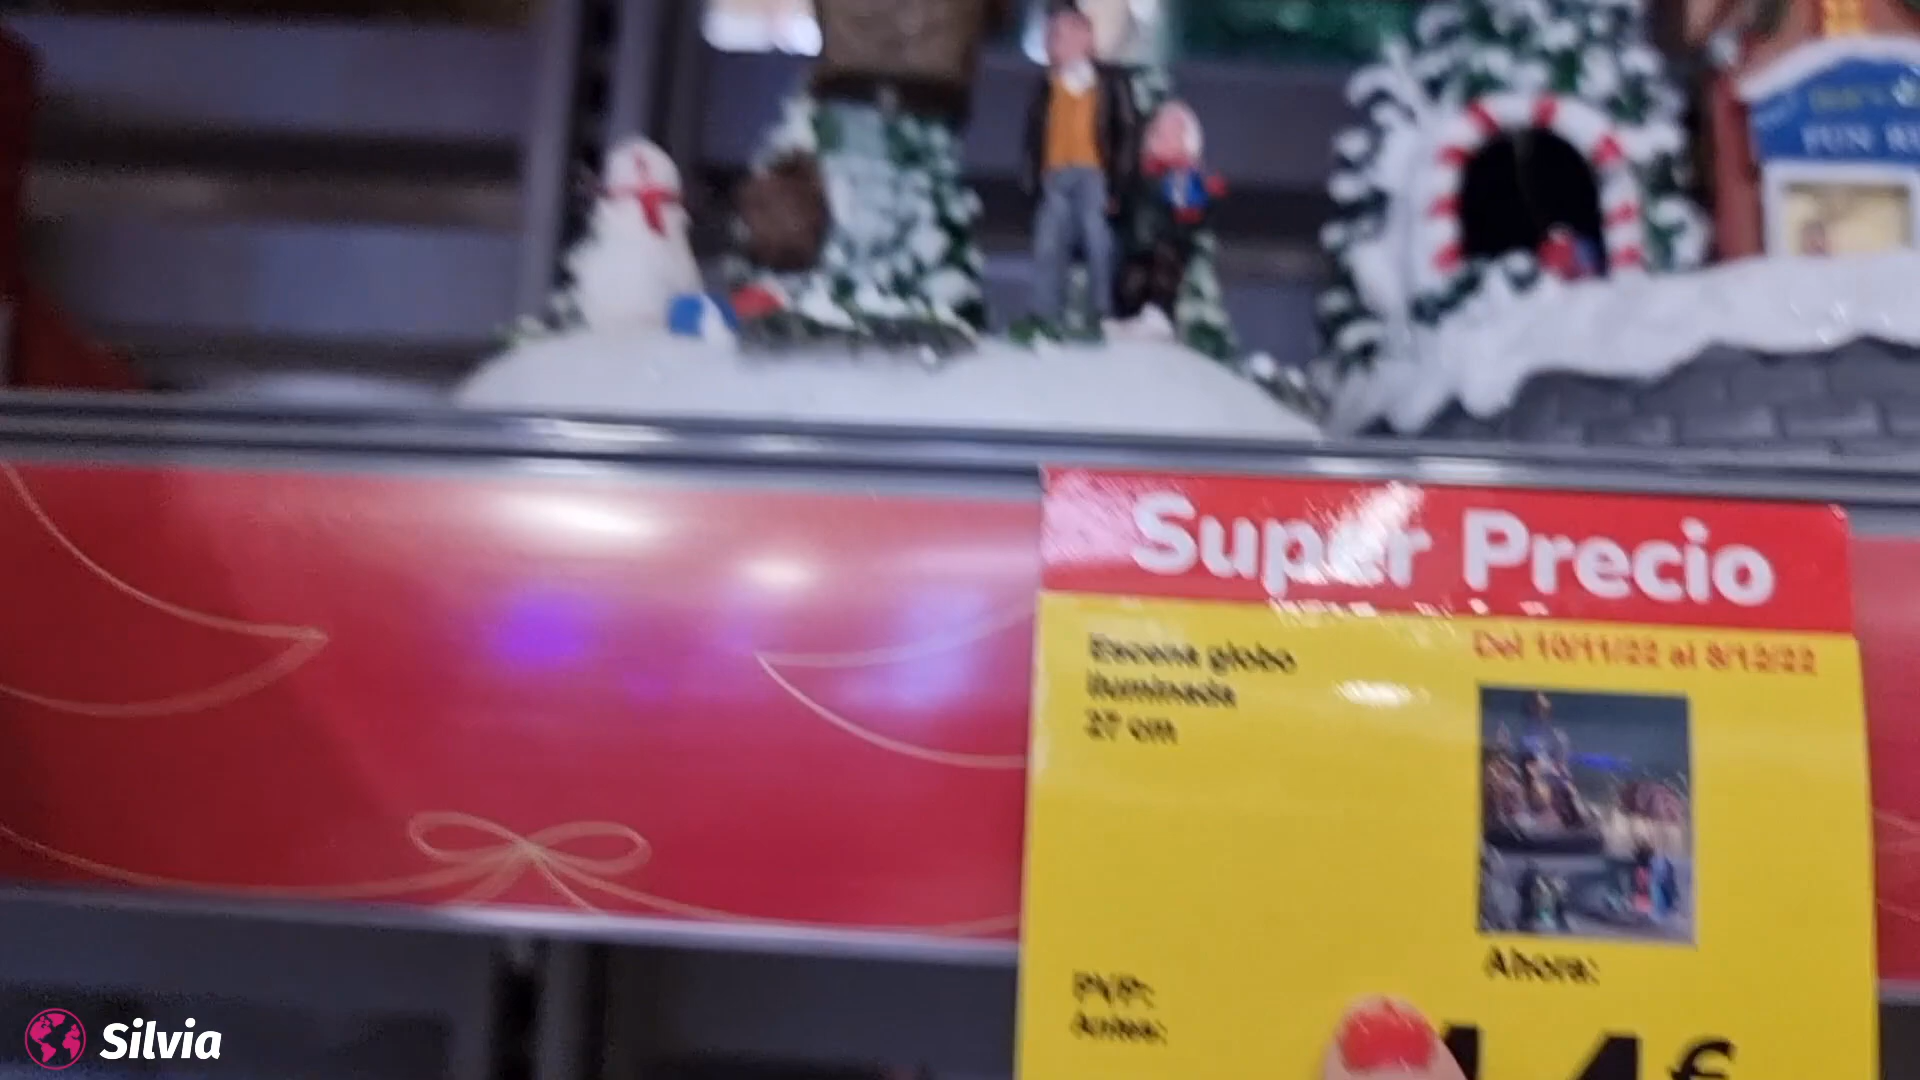 FUN
Super Precio
Escena globo
iluminada
27 cm
Del 10/11/22 al 8/12/22
Ahora:
PVP:
Antes:
€
Silvia